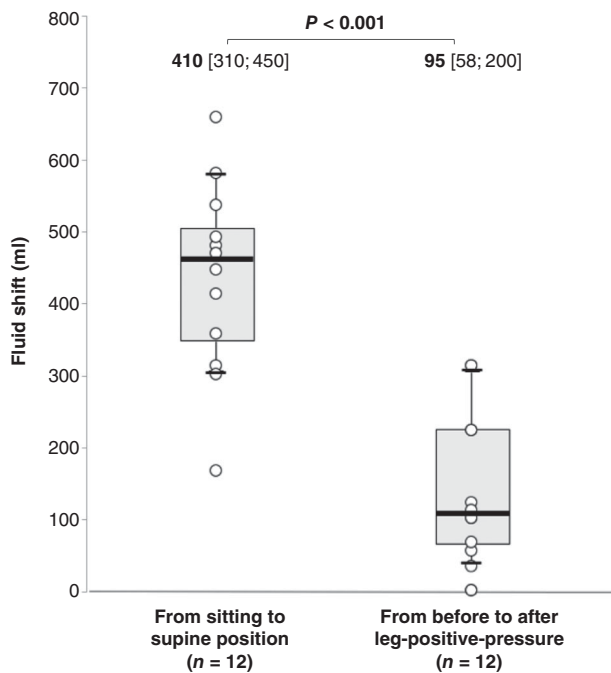 P < 0.001
410 [310; 450]
95 [58; 200]
Fluid shift (ml)
800
700
600
500
400
300
200
100
0
From sitting to
supine position
(n = 12)
From before to after
leg-positive-pressure
(n = 12)